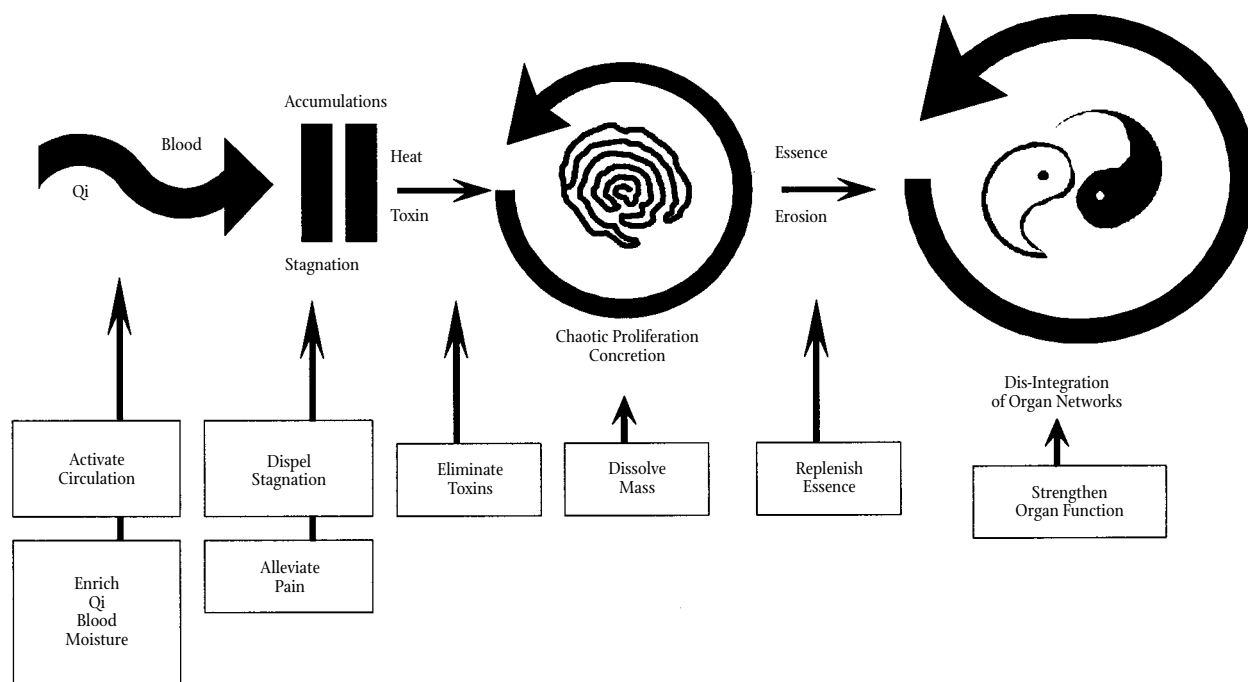 Accumulations
Blood
Qi
Heat
Toxin
Stagnation
Essence
Erosion
Chaotic Proliferation
Concretion
Dis-Integration
of Organ Networks
Activate
Circulation
Enrich
Qi
Blood
Moisture
Dispel
Stagnation
Alleviate
Pain
Eliminate
Toxins
Dissolve
Mass
Replenish
Essence
Strengthen
Organ Function